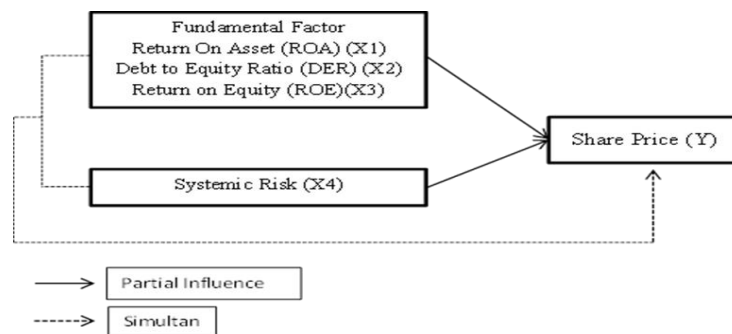 Fundamental Factor
Return On Asset (ROA) (X1)
Debt to Equity Ratio (DER) (X2)
Return on Equity (ROE)(X3)
Share Price (Y)
Systemic Risk (X4)
Partial Influence
Simultan